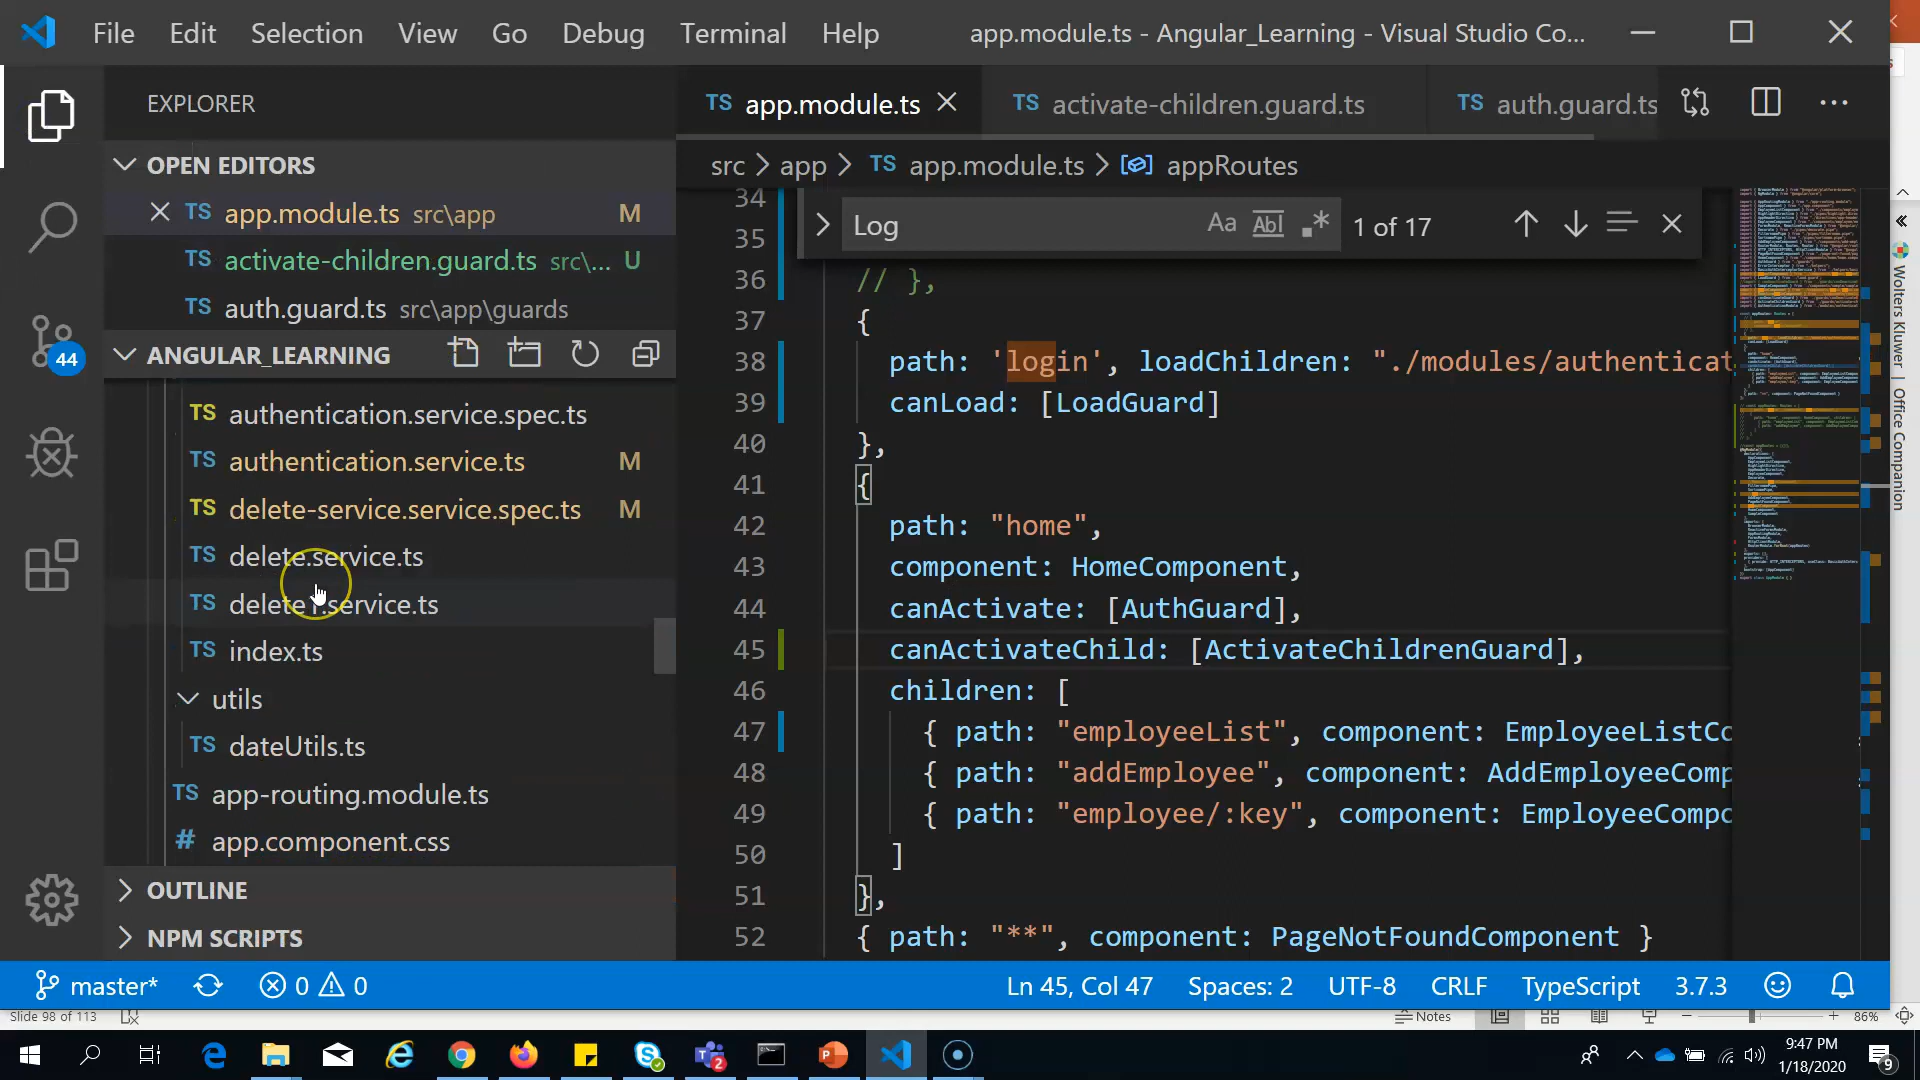 File Edit Selection View Go Debug Terminal Help app.module.ts - Angular_Learning - Visual Studio Co...
EXPLORER
OPEN EDITORS
TS app.module.ts src\app M
TS activate-children.guard.ts src\... U
TS auth.guard.ts src\app\guards
ANGULAR_LEARNING
44
TS authentication.service.spec.ts
TS authentication.service.ts M
TS delete-service.service.spec.ts M
TS delete.service.ts
TS delete1.service.ts
TS index.ts
utils
TS dateUtils.ts
TS app-routing.module.ts
# app.component.css
OUTLINE
NPM SCRIPTS
TS app.module.ts TS activate-children.guard.ts TS auth.guard.ts
src > app > TS app.module.ts > appRoutes
Log Aa Abl .* 1 of 17
34
35
36 // },
37 {
38 path: 'login', loadChildren: "./modules/authenticat
39 canLoad: [LoadGuard]
40 },
41 {
42 path: "home",
43 component: HomeComponent,
44 canActivate: [AuthGuard],
45 canActivateChild: [ActivateChildrenGuard],
46 children: [
47 { path: "employeeList", component: EmployeeListCo
48 { path: "addEmployee", component: AddEmployeeComp
49 { path: "employee/:key", component: EmployeeCompo
50 ]
51 },
52 { path: "**", component: PageNotFoundComponent }
Wolters Kluwer | Office Companion
master* 0 0 Ln 45, Col 47 Spaces: 2 UTF-8 CRLF TypeScript 3.7.3
Slide 98 of 113 Notes 86%
2
9:47 PM
1/18/2020
9